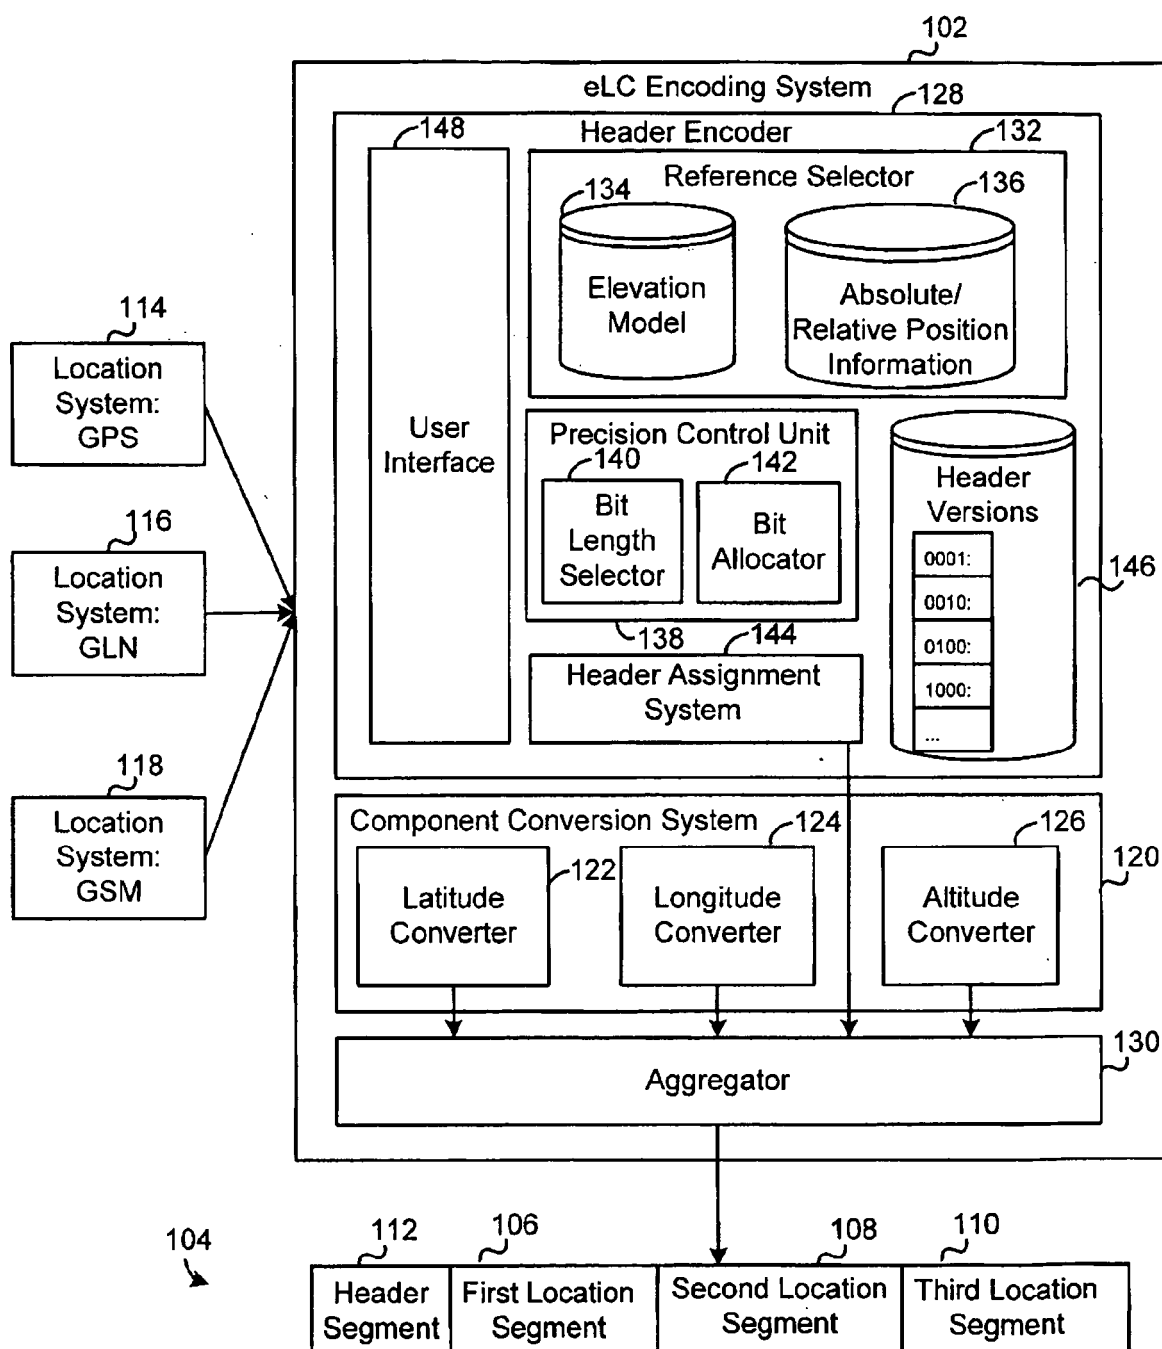 102
eLC Encoding System
128
Header Encoder
148
132
Reference Selector
134
136
Elevation
Model
Absolute/
Relative Position
Information
114
Location
System:
GPS
User
Interface
Precision Control Unit
140
142
Bit
Length
Selector
Bit
Allocator
Header
Versions
0001:
0010:
0100:
1000:
...
146
116
Location
System:
GLN
138
144
Header Assignment
System
118
Location
System:
GSM
Component Conversion System
124
126
120
122
Latitude
Converter
Longitude
Converter
Altitude
Converter
130
Aggregator
104
112
106
108
110
Header
Segment
First Location
Segment
Second Location
Segment
Third Location
Segment